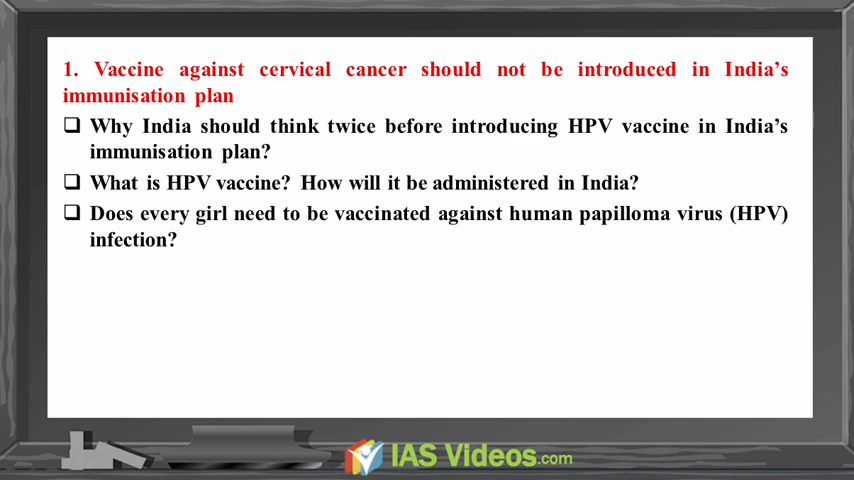 1. Vaccine against cervical cancer should not be introduced in India's
immunisation plan
❑ Why India should think twice before introducing HPV vaccine in India's
immunisation plan?
❑ What is HPV vaccine? How will it be administered in India?
❑ Does every girl need to be vaccinated against human papilloma virus (HPV)
infection?
IAS Videos.com